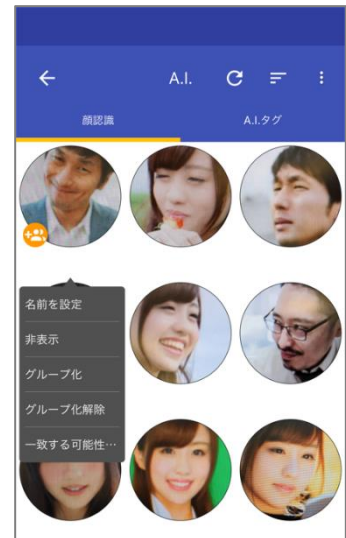 A.I.
顔認識
A.I.タグ
名前を設定
非表示
グループ化
グループ化解除
一致する可能性…